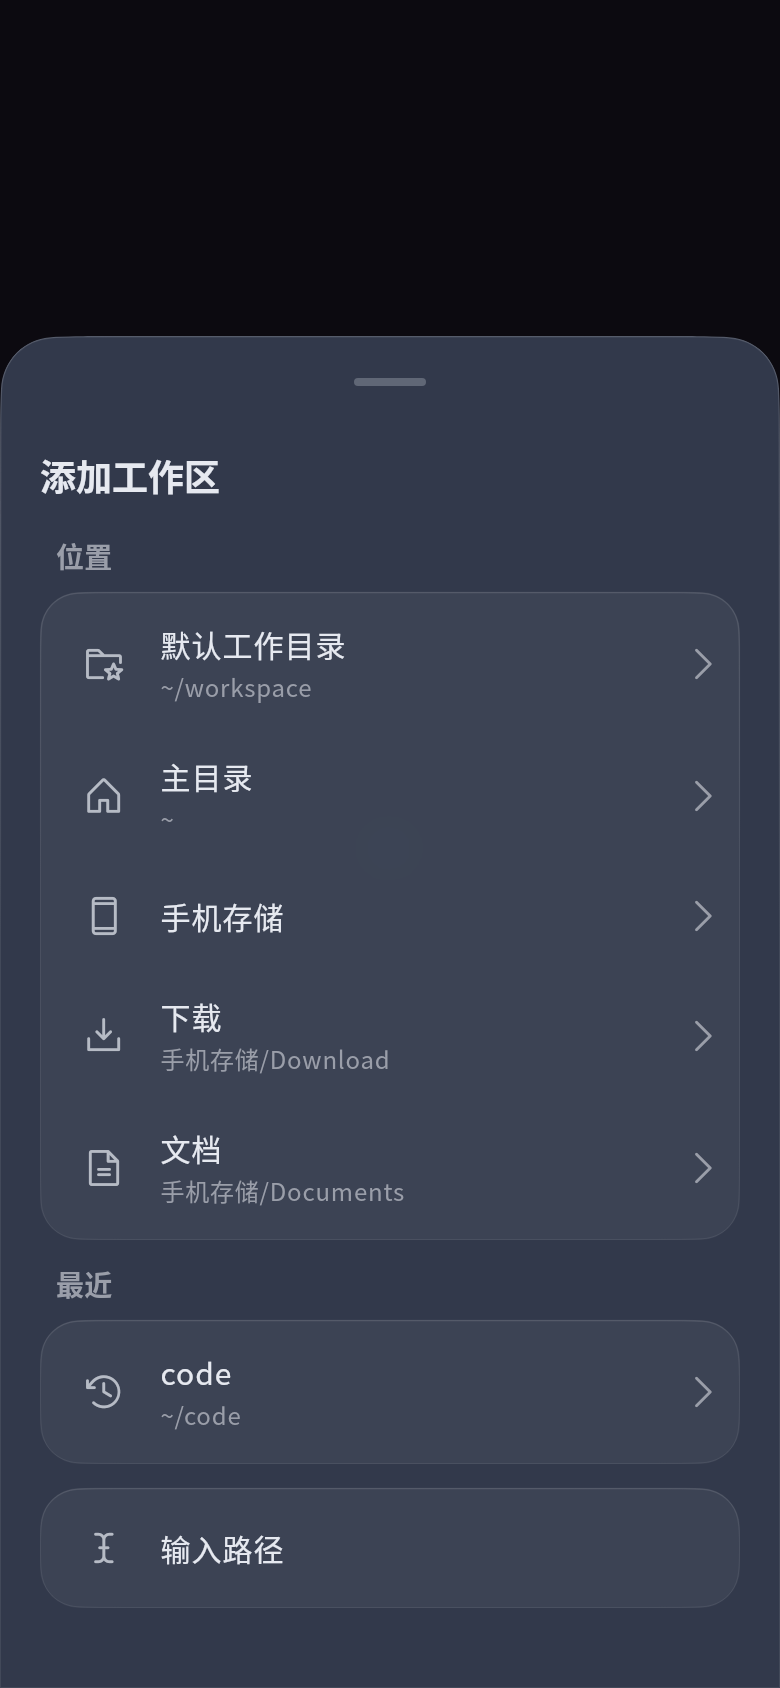 添加工作区
位置
默认工作目录
~/workspace
主目录
~
手机存储
下载
手机存储/Download
文档
手机存储/Documents
最近
code
~/code
输入路径